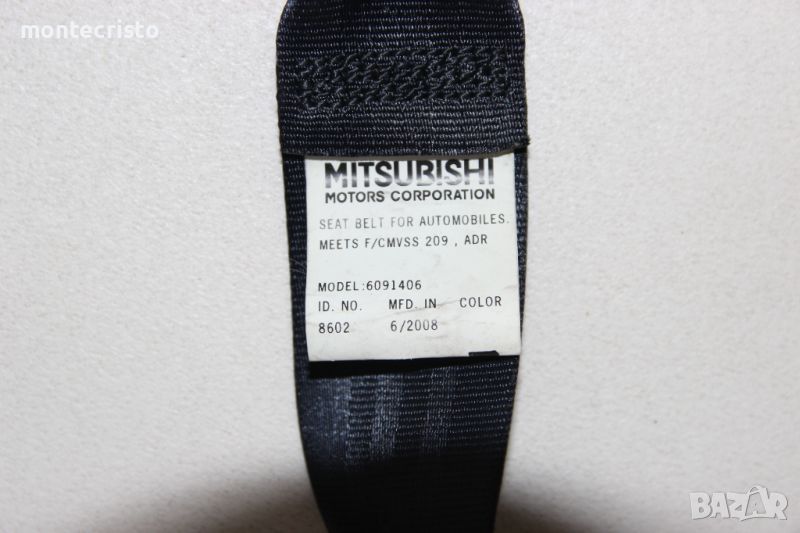 montecristo
MITSUBISHI
MOTORS CORPORATION
SEAT BELT FOR AUTOMOBILES.
MEETS F/CMVSS 209 , ADR
MODEL:6091406
ID. NO. MFD. IN COLOR
8602 6/2008
BAZAR